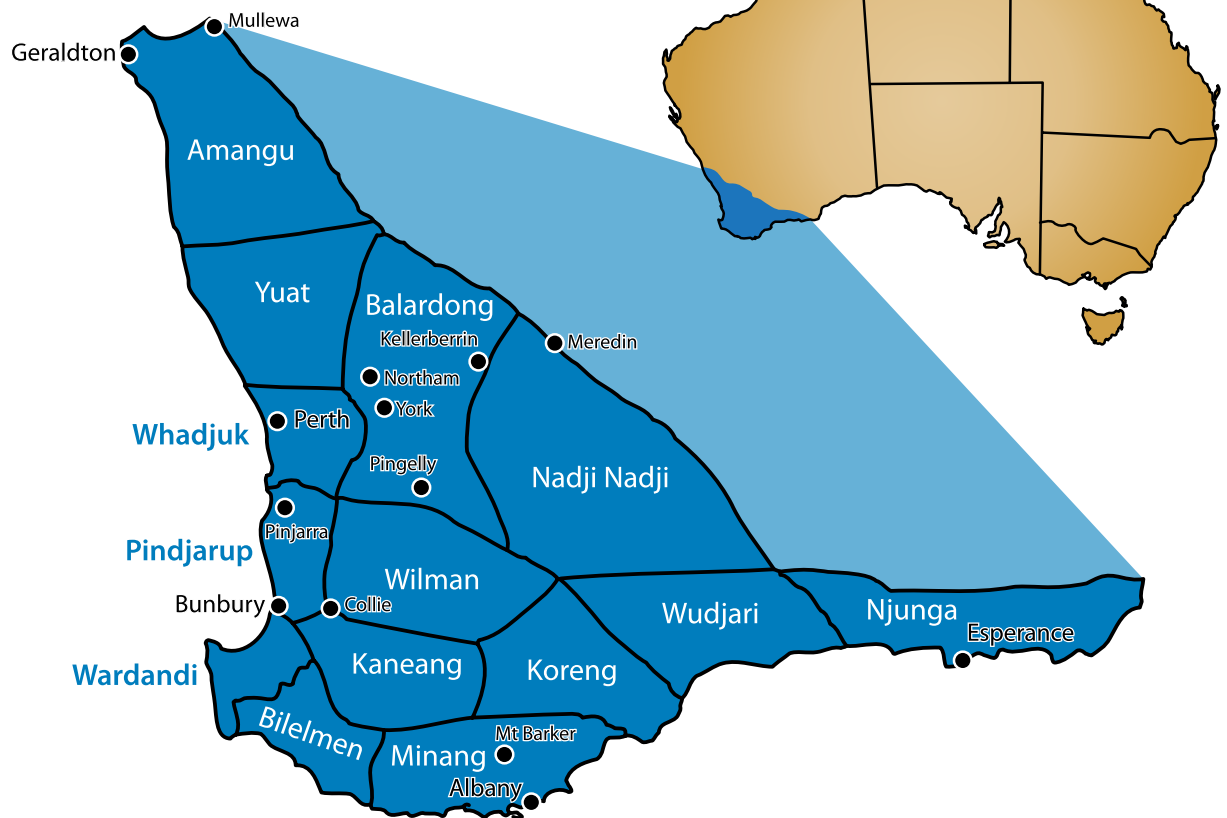 Mullewa
Geraldton
Amangu
Yuat
Balardong
Kellerberrin
Meredin
Northam
York
Perth
Whadjuk
Pingelly
Nadji Nadji
Pinjarra
Pindjarup
Wilman
Bunbury
Collie
Wudjari
Njunga
Esperance
Kaneang
Koreng
Wardandi
Bilelmen
Mt Barker
Minang
Albany